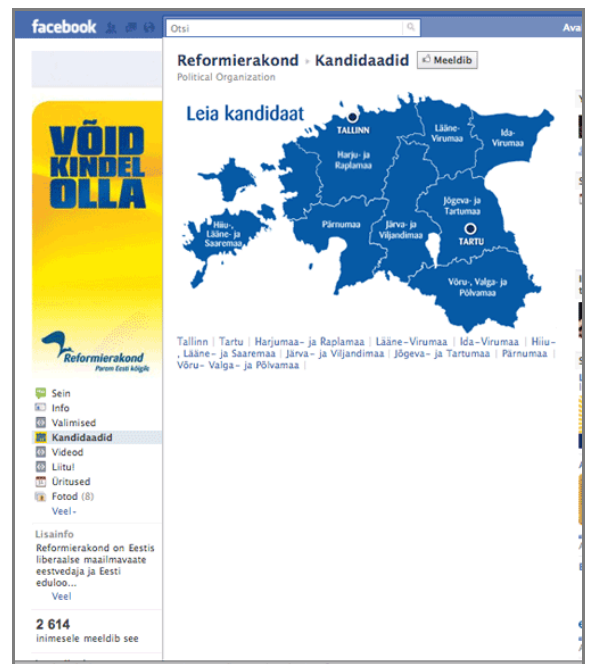 facebook
Otsi
Ava
Reformierakond ▸ Kandidaadid
Meeldib
Political Organization
VÕID
KINDEL
OLLA
Reformierakond
Parem Eesti kõigile
Leia kandidaat
TALLINN
Harju- ja
Raplamaa
Lääne-
Virumaa
Ida-
Virumaa
Jõgeva- ja
Tartumaa
TARTU
Hiiu-,
Lääne- ja
Saaremaa
Pärnumaa
Järva- ja
Viljandimaa
Võru-, Valga- ja
Põlvamaa
Tallinn | Tartu | Harjumaa- ja Raplamaa | Lääne-Virumaa | Ida-Virumaa | Hiiu-
, Lääne- ja Saaremaa | Järva- ja Viljandimaa | Jõgeva- ja Tartumaa | Pärnumaa |
Võru- Valga- ja Põlvamaa |
Sein
Info
Valimised
Kandidaadid
Videod
Liitu!
Üritused
Fotod (8)
Veel
Lisainfo
Reformierakond on Eestis
liberaalse maailmavaate
eestvedaja ja Eesti
eduloo...
Veel
2 614
inimesele meeldib see